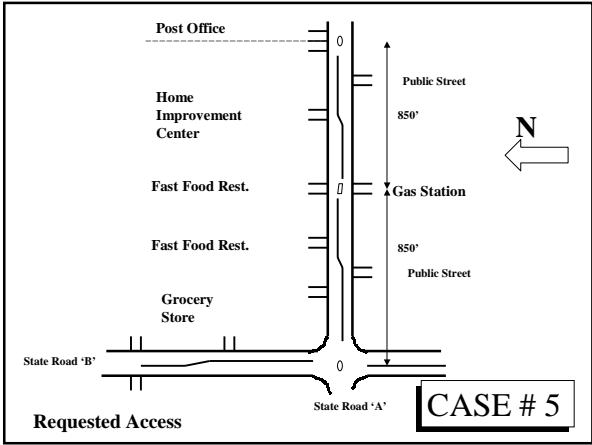 Post Office
Public Street
Home
Improvement
Center
850’
N
Fast Food Rest.
Gas Station
Fast Food Rest.
850’
Public Street
Grocery
Store
State Road ‘B’
State Road ‘A’
CASE # 5
Requested Access